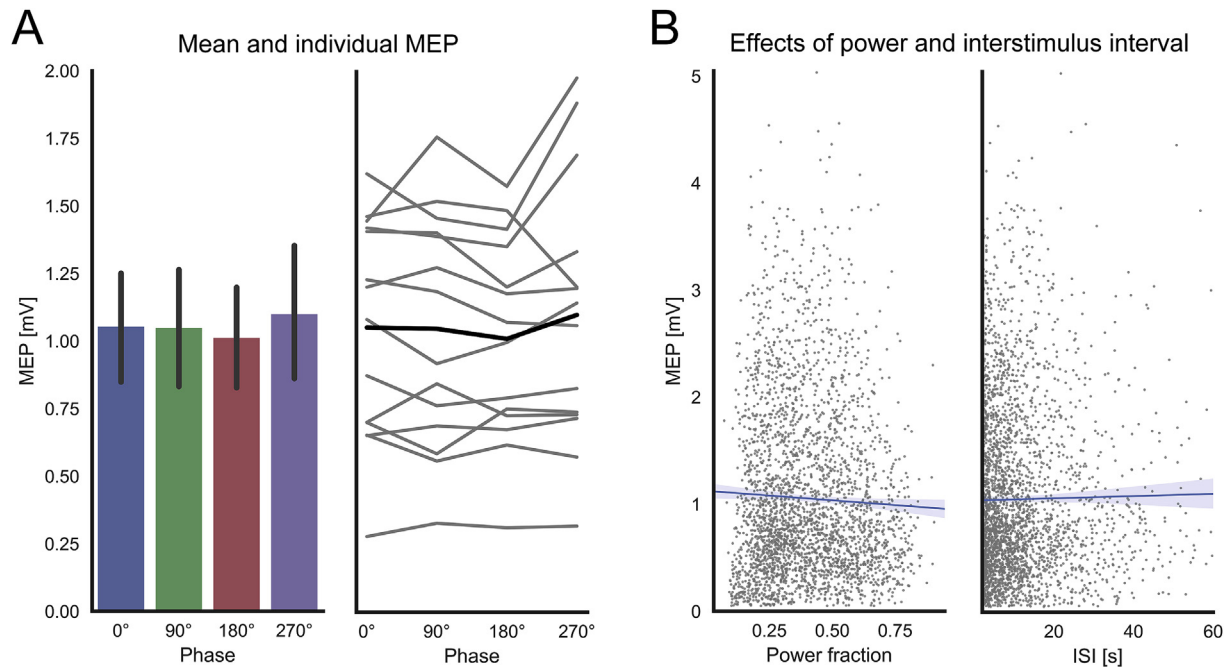 A
Mean and individual MEP
MEP [mV]
2.00
1.75
1.50
1.25
1.00
0.75
0.50
0.25
0.00
0° 90° 180° 270°
Phase
0° 90° 180° 270°
Phase
B
Effects of power and interstimulus interval
MEP [mV]
5
4
3
2
1
0
0.25 0.50 0.75
Power fraction
20 40 60
ISI [s]